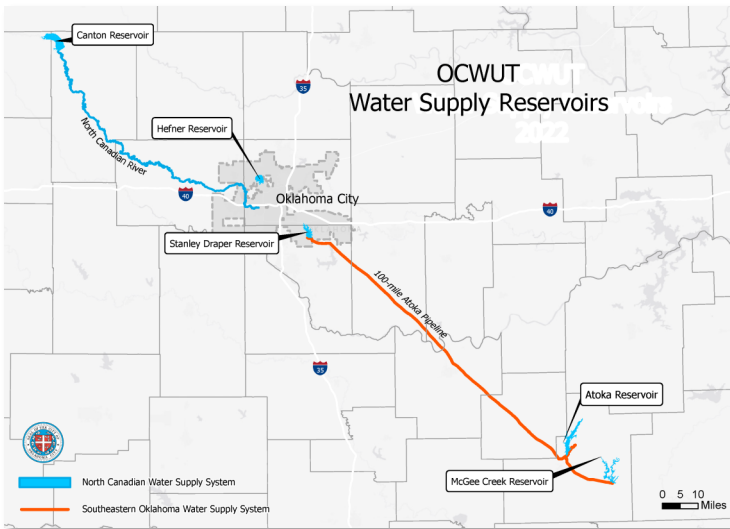 Canton Reservoir
OCWUT
Water Supply Reservoirs
2022
35
Hefner Reservoir
North Canadian River
40
Oklahoma City
40
Stanley Draper Reservoir
100-mile Atoka Pipeline
35
Atoka Reservoir
McGee Creek Reservoir
North Canadian Water Supply System
Southeastern Oklahoma Water Supply System
0 5 10
Miles